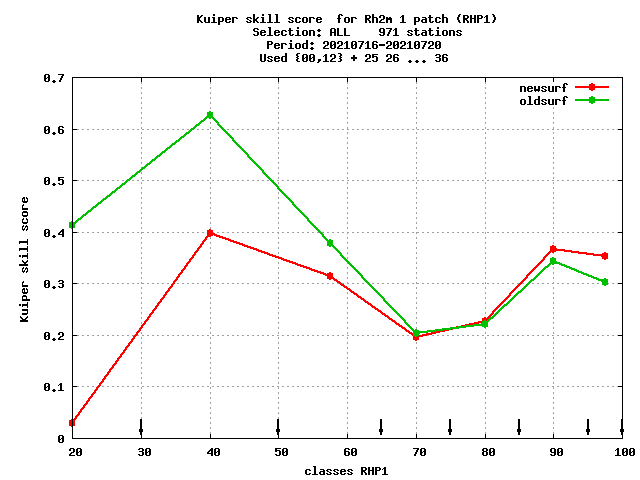 Kuiper skill score  for Rh2m 1 patch (RHP1)
Selection: ALL    971 stations
Period: 20210716-20210720
Used {00,12} + 25 26 ... 36
newsurf
oldsurf
0.7
0.6
0.5
0.4
0.3
0.2
0.1
0
Kuiper skill score
20 30 40 50 60 70 80 90 100
classes RHP1